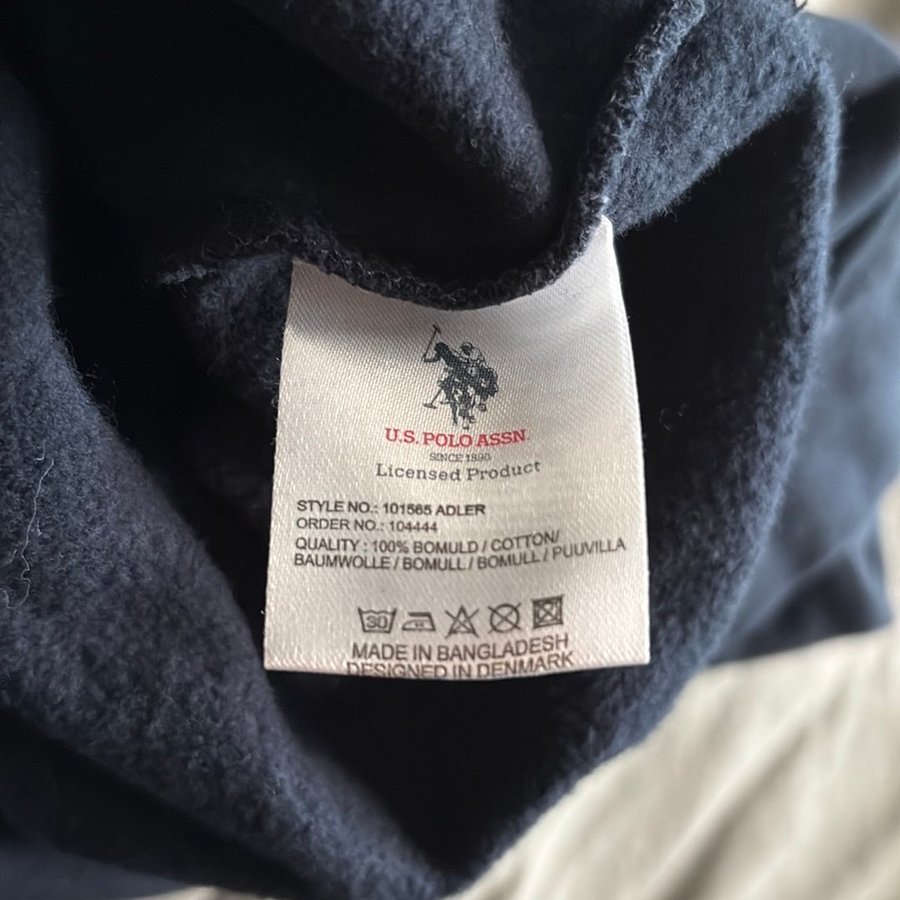 U.S. POLO ASSN.
SINCE 1890
Licensed Product
STYLE NO.: 101565 ADLER
ORDER NO.: 104444
QUALITY : 100% BOMULD / COTTON/
BAUMWOLLE / BOMULL / BOMULL / PUUVILLA
30
MADE IN BANGLADESH
DESIGNED IN DENMARK